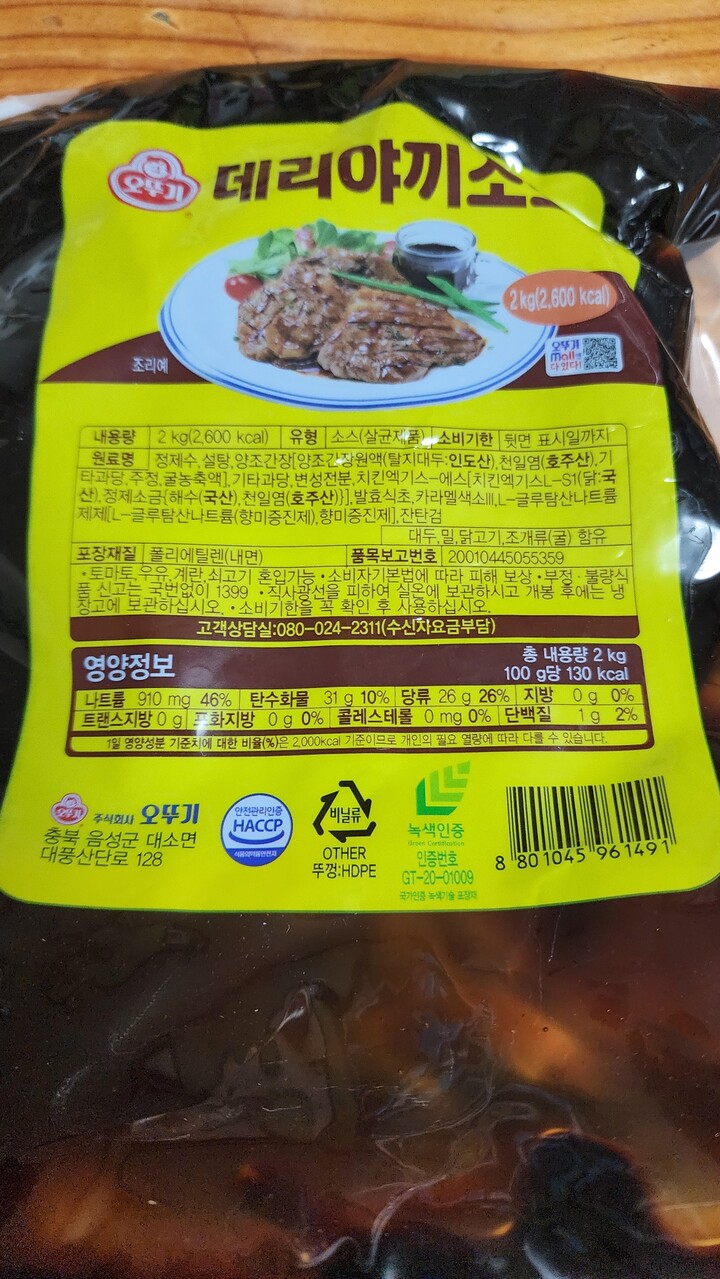 오뚜기 데리야끼소스
2 kg(2,600 kcal)
오뚜기
mall에
다 있다!
조리예
내용량 2 kg(2,600 kcal) 유형 소스(살균제품) 소비기한 뒷면 표시일까지
원료명 정제수,설탕,양조간장[양조간장원액(탈지대두:인도산),천일염(호주산),기
타과당,주정,굴농축액],기타과당,변성전분,치킨엑기스-에스[치킨엑기스L-S1(닭:국
산),정제소금{해수(국산),천일염(호주산)}],발효식초,카라멜색소III,L-글루탐산나트륨
제제[L-글루탐산나트륨(향미증진제),향미증진제],잔탄검
대두,밀,닭고기,조개류(굴) 함유
포장재질 폴리에틸렌(내면) 품목보고번호 20010445055359
•토마토,우유,계란,쇠고기 혼입가능 •소비자기본법에 따라 피해 보상 •부정·불량식
품 신고는 국번없이 1399 •직사광선을 피하여 실온에 보관하시고 개봉 후에는 냉
장고에 보관하십시오. •소비기한을 꼭 확인 후 사용하십시오.
고객상담실:080-024-2311(수신자요금부담)
영양정보 총 내용량 2 kg
100 g당 130 kcal
나트륨 910 mg 46% 탄수화물 31 g 10% 당류 26 g 26% 지방 0 g 0%
트랜스지방 0 g 포화지방 0 g 0% 콜레스테롤 0 mg 0% 단백질 1 g 2%
1일 영양성분 기준치에 대한 비율(%)은 2,000kcal 기준이므로 개인의 필요 열량에 따라 다를 수 있습니다.
오뚜기 주식회사 오뚜기
충북 음성군 대소면
대풍산단로 128
안전관리인증
HACCP
식품의약품안전처
비닐류
OTHER
뚜껑:HDPE
녹색인증
Green Certification
인증번호
GT-20-01009
국가인증 녹색기술 포장재
8 801045 961491